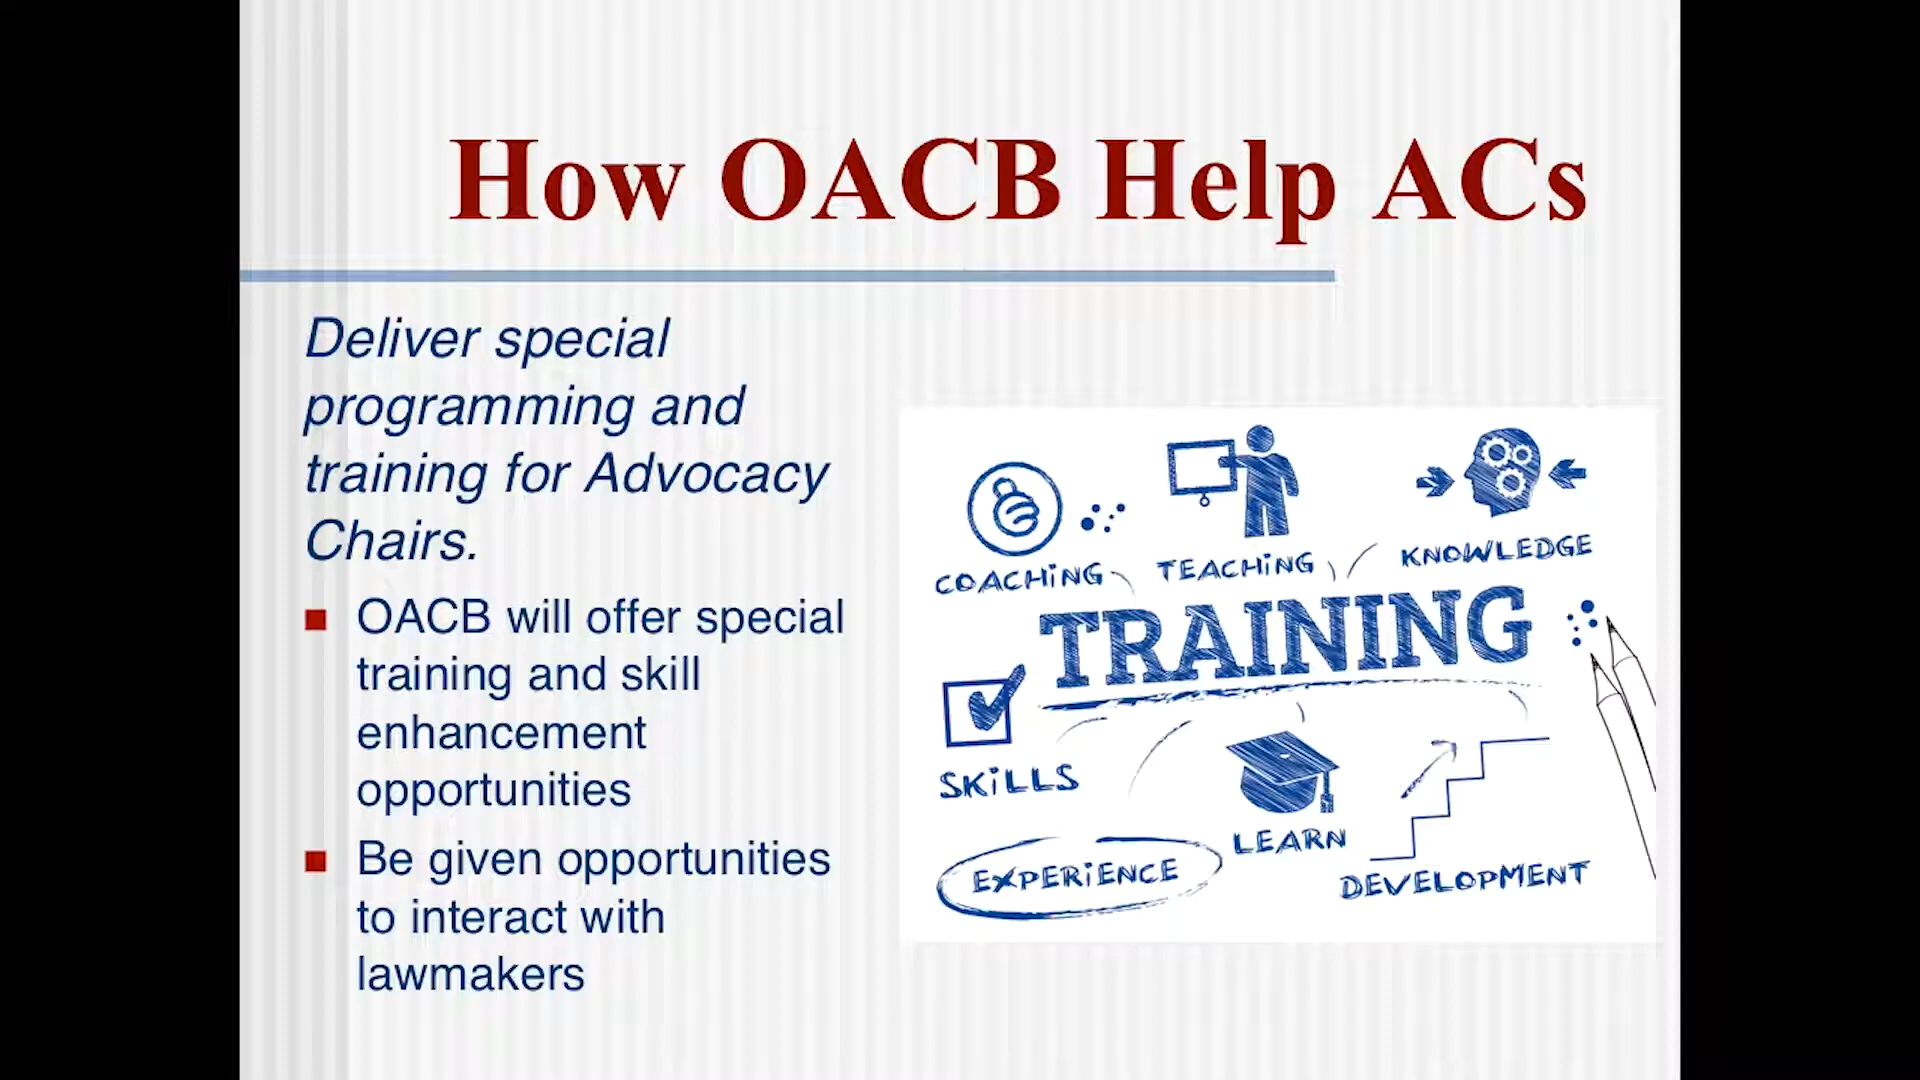 How OACB Help ACs
Deliver special
programming and
training for Advocacy
Chairs.
OACB will offer special
training and skill
enhancement
opportunities
Be given opportunities
to interact with
lawmakers
COACHiNG
TEACHiNG
KNOWLEDGE
TRAINING
SKiLLS
LEARN
EXPERiENCE
DEVELOPMENT